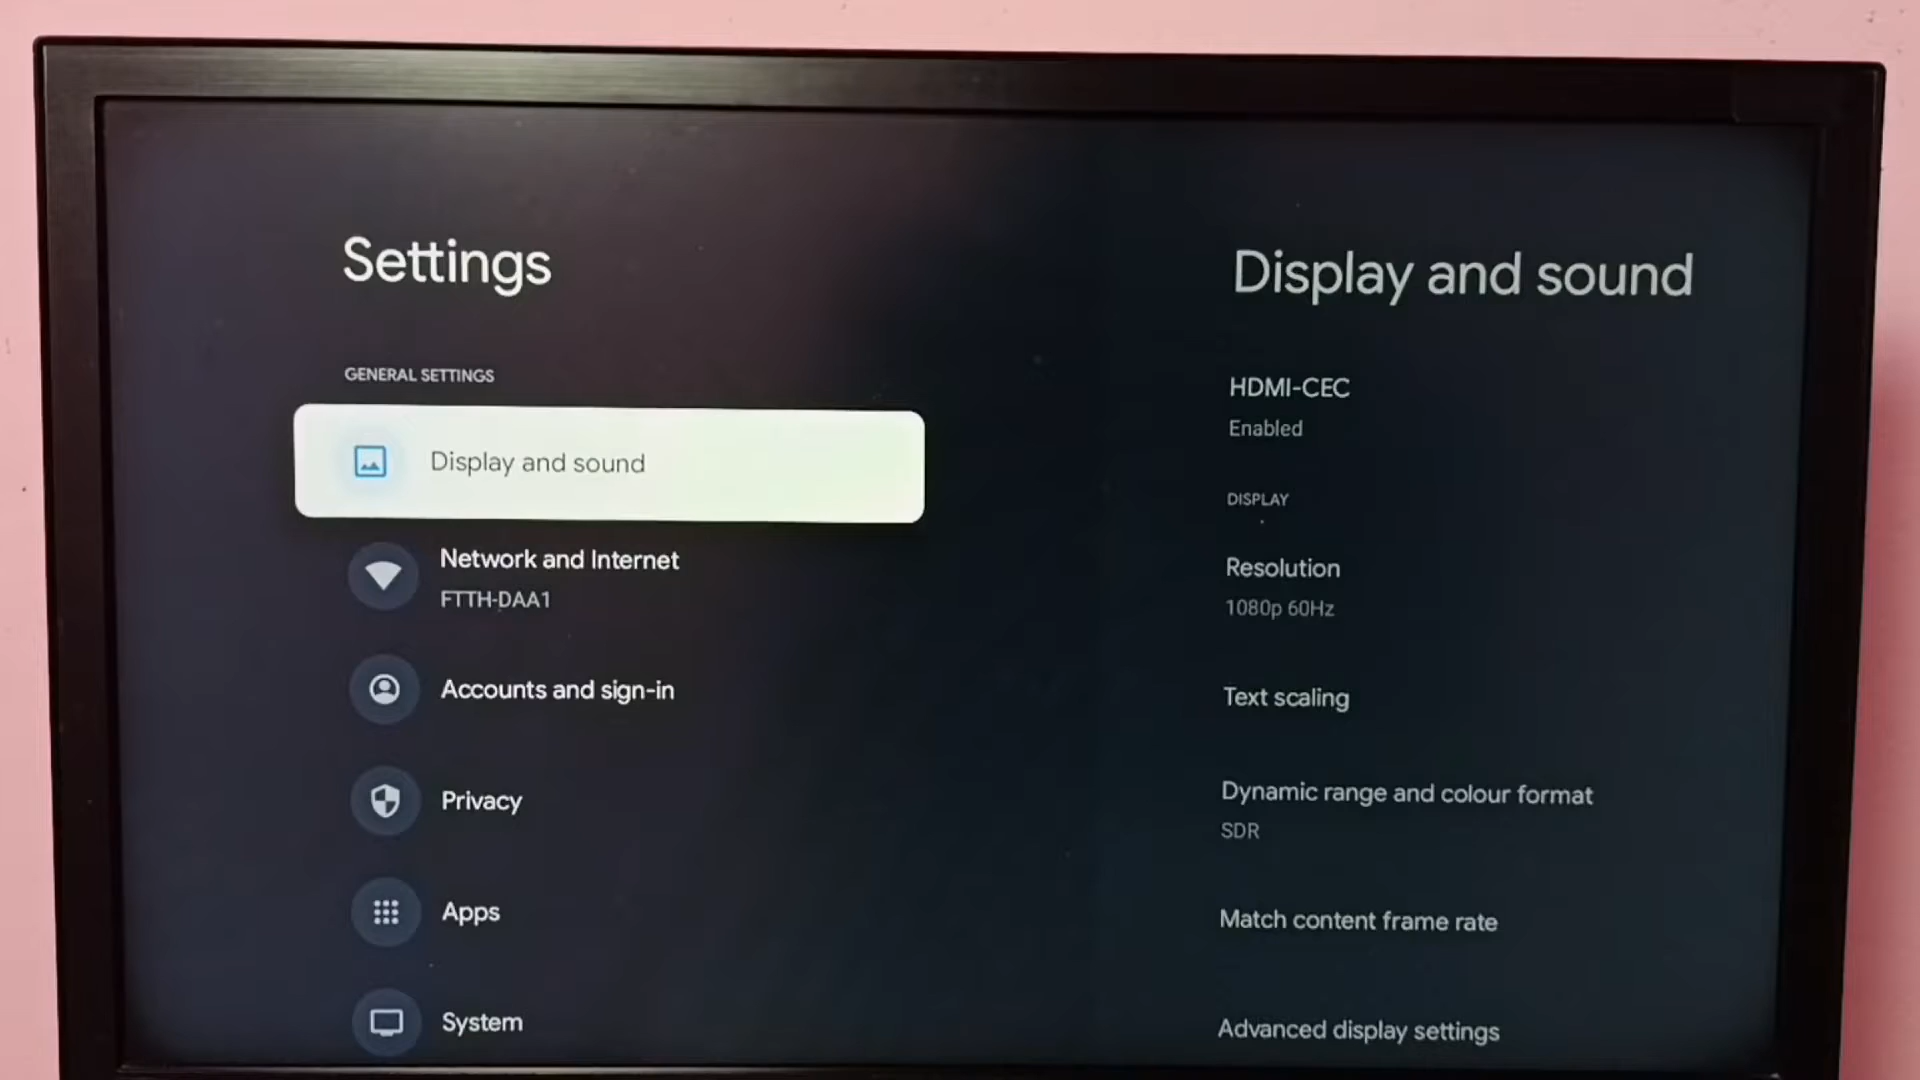 Settings
GENERAL SETTINGS
Display and sound
Network and Internet
FTTH-DAA1
Accounts and sign-in
Privacy
Apps
System
Display and sound
HDMI-CEC
Enabled
DISPLAY
Resolution
1080p 60Hz
Text scaling
Dynamic range and colour format
SDR
Match content frame rate
Advanced display settings